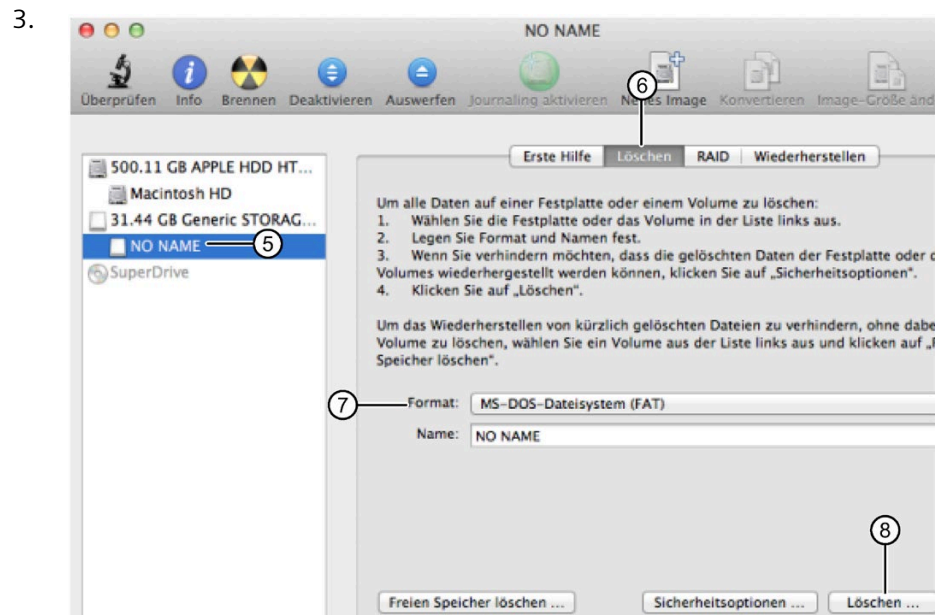 3.
NO NAME
Überprüfen Info Brennen Deaktivieren Auswerfen Journaling aktivieren Neues Image Konvertieren Image-Größe änd
6
Erste Hilfe Löschen RAID Wiederherstellen
500.11 GB APPLE HDD HT...
Macintosh HD
31.44 GB Generic STORAG...
NO NAME 5
SuperDrive
Um alle Daten auf einer Festplatte oder einem Volume zu löschen:
1. Wählen Sie die Festplatte oder das Volume in der Liste links aus.
2. Legen Sie Format und Namen fest.
3. Wenn Sie verhindern möchten, dass die gelöschten Daten der Festplatte oder d
Volumes wiederhergestellt werden können, klicken Sie auf „Sicherheitsoptionen“.
4. Klicken Sie auf „Löschen“.
Um das Wiederherstellen von kürzlich gelöschten Dateien zu verhindern, ohne dabe
Volume zu löschen, wählen Sie ein Volume aus der Liste links aus und klicken auf „F
Speicher löschen“.
7 Format: MS-DOS-Dateisystem (FAT)
Name: NO NAME
8
Freien Speicher löschen ... Sicherheitsoptionen ... Löschen ...